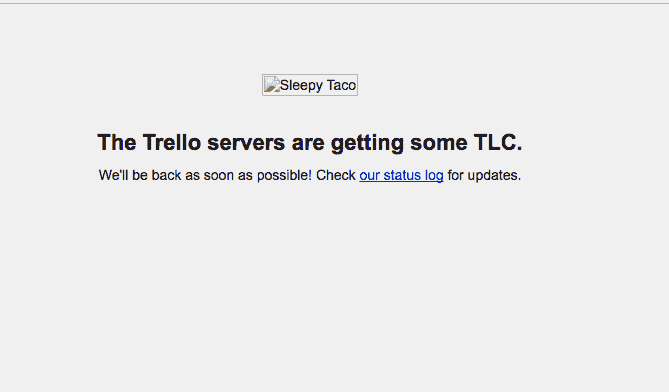 Sleepy Taco
The Trello servers are getting some TLC.
We'll be back as soon as possible! Check our status log for updates.